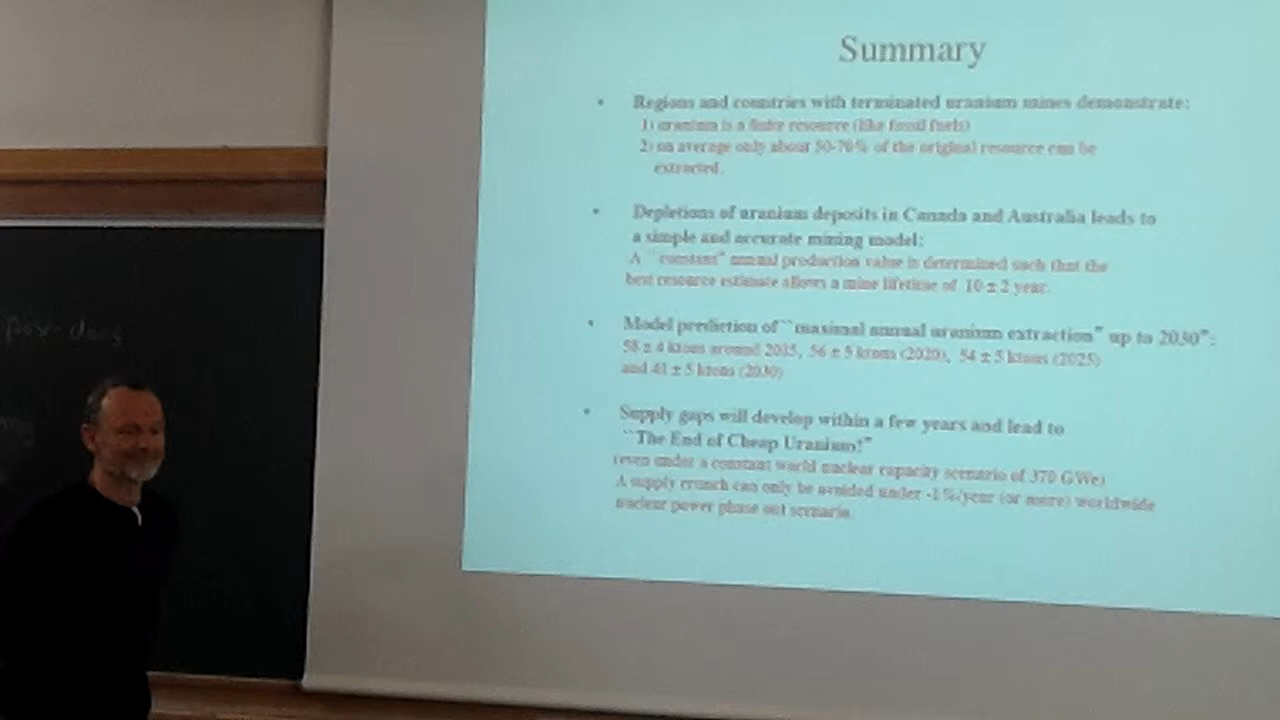 Summary
• Regions and countries with terminated uranium mines demonstrate:
1) uranium is a finite resource (like fossil fuels)
2) on average only about 50-70% of the original resource can be
extracted.
• Depletions of uranium deposits in Canada and Australia leads to
a simple and accurate mining model:
A ``constant" annual production value is determined such that the
best resource estimate allows a mine lifetime of 10 ± 2 year.
• Model prediction of ``maximal annual uranium extraction" up to 2030":
58 ± 4 ktons around 2015, 56 ± 5 ktons (2020), 54 ± 5 ktons (2025)
and 41 ± 5 ktons (2030)
• Supply gaps will develop within a few years and lead to
``The End of Cheap Uranium!"
(even under a constant world nuclear capacity scenario of 370 GWe)
A supply crunch can only be avoided under -1%/year (or more) worldwide
nuclear power phase out scenario.
post-docs